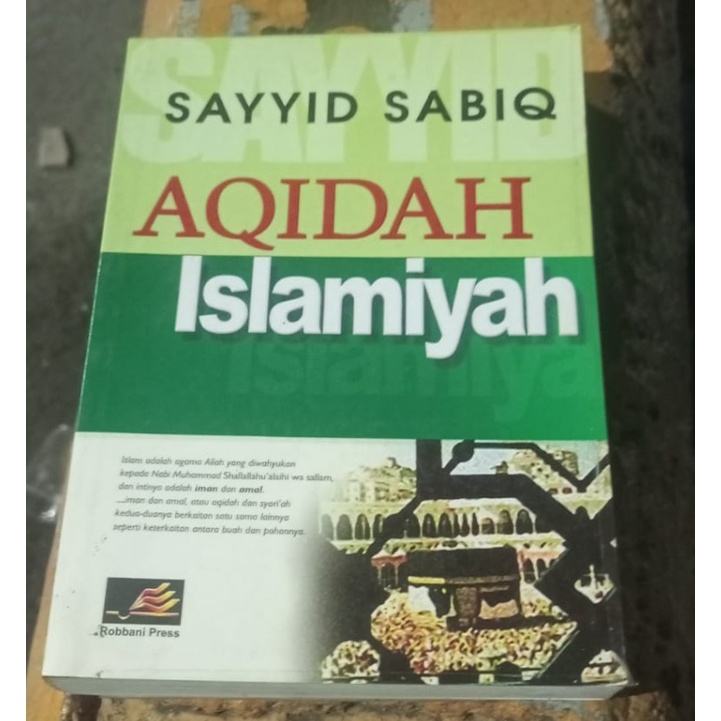 SAYYID
SAYYID SABIQ
AQIDAH
Islamiyah
Islamiya
Islam adalah agama Allah yang diwahyukan
kepada Nabi Muhammad Shallallahu'alaihi wa sallam,
dan intinya adalah iman dan amal.
....iman dan amal, atau aqidah dan syari'ah
kedua-duanya berkaitan satu sama lainnya
seperti keterkaitan antara buah dan pohonnya.
Robbani Press